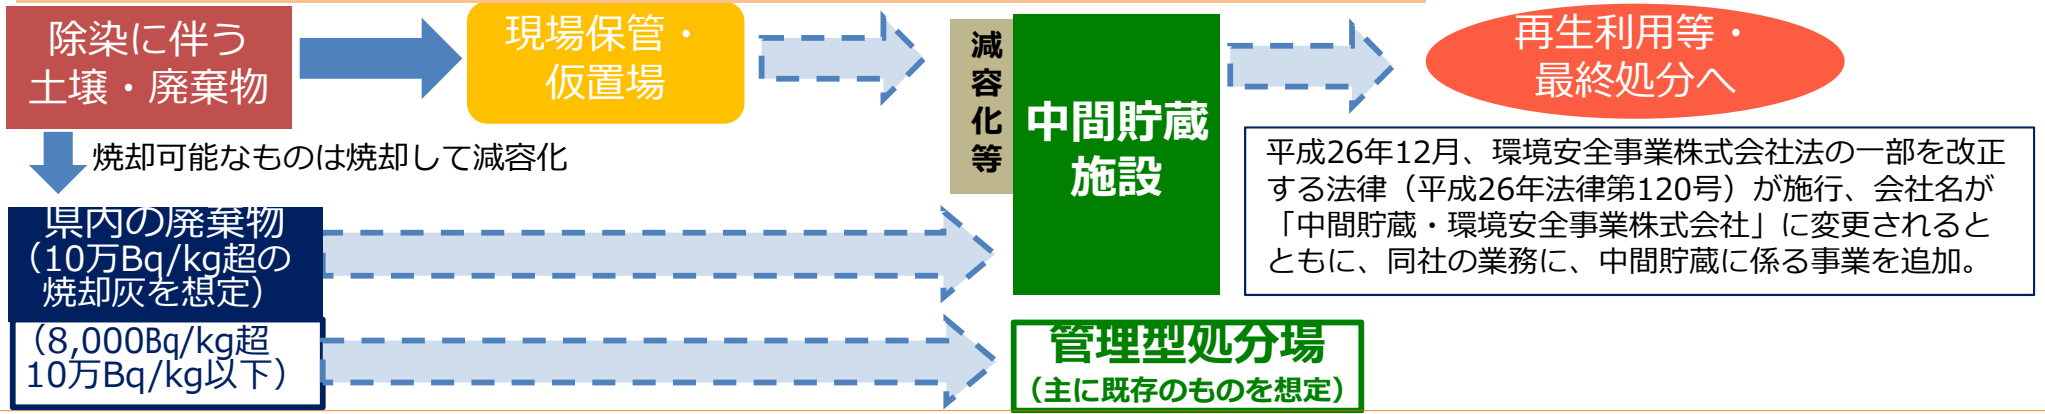 除染に伴う
土壌・廃棄物
現場保管・
仮置場
減
容
化
等
中間貯蔵
施設
再生利用等・
最終処分へ
焼却可能なものは焼却して減容化
平成26年12月、環境安全事業株式会社法の一部を改正
する法律（平成26年法律第120号）が施行、会社名が
「中間貯蔵・環境安全事業株式会社」に変更されると
ともに、同社の業務に、中間貯蔵に係る事業を追加。
県内の廃棄物
（10万Bq/kg超の
焼却灰を想定）
（8,000Bq/kg超
10万Bq/kg以下）
管理型処分場
（主に既存のものを想定）